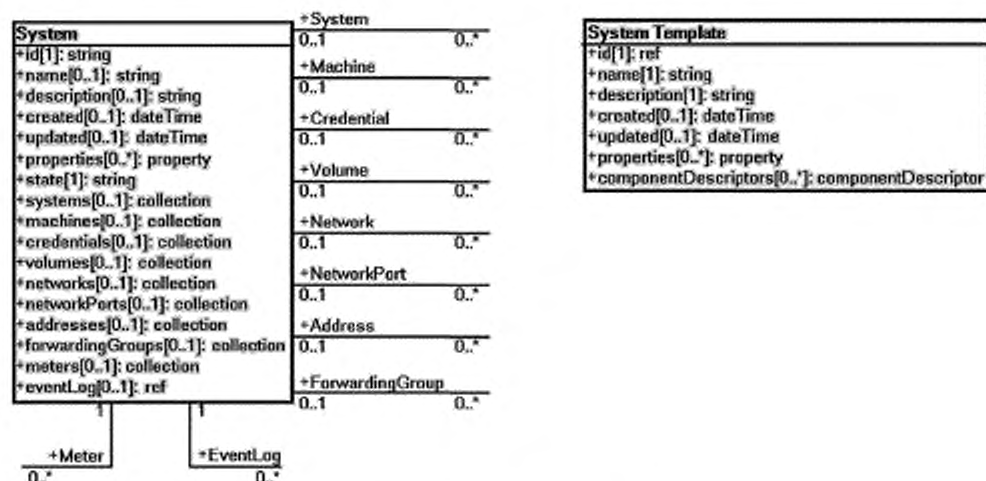 System
+id[1]: string
+name[0..1]: string
+description[0..1]: string
+created[0..1]: dateTime
+updated[0..1]: dateTime
+properties[0..*]: property
+state[1]: string
+systems[0..1]: collection
+machines[0..1]: collection
+credentials[0..1]: collection
+volumes[0..1]: collection
+networks[0..1]: collection
+networkPorts[0..1]: collection
+addresses[0..1]: collection
+forwardingGroups[0..1]: collection
+meters[0..1]: collection
+eventLog[0..1]: ref
+System
0..1 0..*
+Machine
0..1 0..*
+Credential
0..1 0..*
+Volume
0..1 0..*
+Network
0..1 0..*
+NetworkPort
0..1 0..*
+Address
0..1 0..*
+ForwardingGroup
0..1 0..*
1 1
+Meter +EventLog
0..* 0..*
System Template
+id[1]: ref
+name[1]: string
+description[1]: string
+created[0..1]: dateTime
+updated[0..1]: dateTime
+properties[0..*]: property
+componentDescriptors[0..*]: componentDescriptor